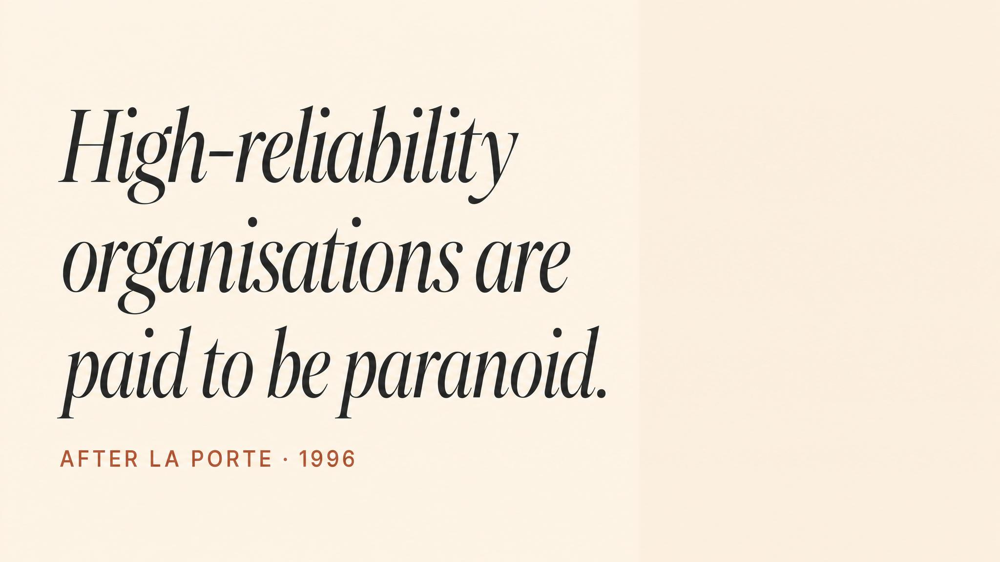 High-reliability
organisations are
paid to be paranoid.
AFTER LA PORTE · 1996